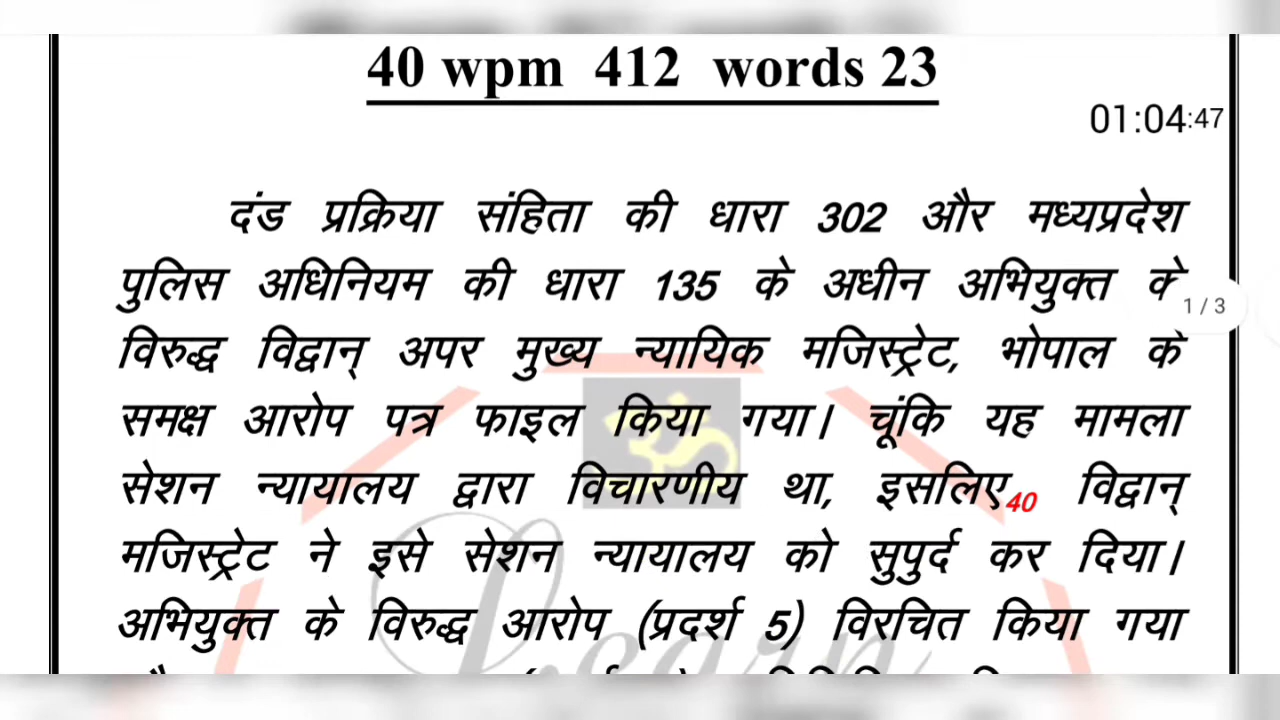 40 wpm 412 words 23
01:04:47
दंड प्रक्रिया संहिता की धारा 302 और मध्यप्रदेश
पुलिस अधिनियम की धारा 135 के अधीन अभियुक्त के
1 / 3
विरुद्ध विद्वान् अपर मुख्य न्यायिक मजिस्ट्रेट, भोपाल के
समक्ष आरोप पत्र फाइल किया गया। चूंकि यह मामला
सेशन न्यायालय द्वारा विचारणीय था, इसलिए40 विद्वान्
मजिस्ट्रेट ने इसे सेशन न्यायालय को सुपुर्द कर दिया।
अभियुक्त के विरुद्ध आरोप (प्रदर्श 5) विरचित किया गया
ॐ
Learn